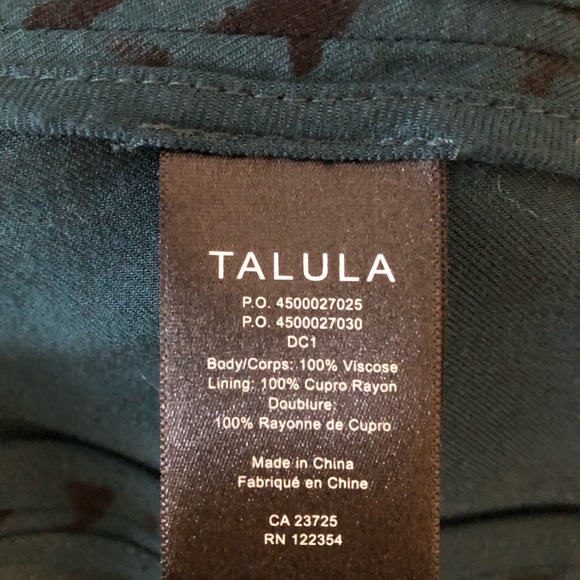 TALULA
P.O. 4500027025
P.O. 4500027030
DC1
Body/Corps: 100% Viscose
Lining: 100% Cupro Rayon
Doublure:
100% Rayonne de Cupro
Made in China
Fabriqué en Chine
CA 23725
RN 122354